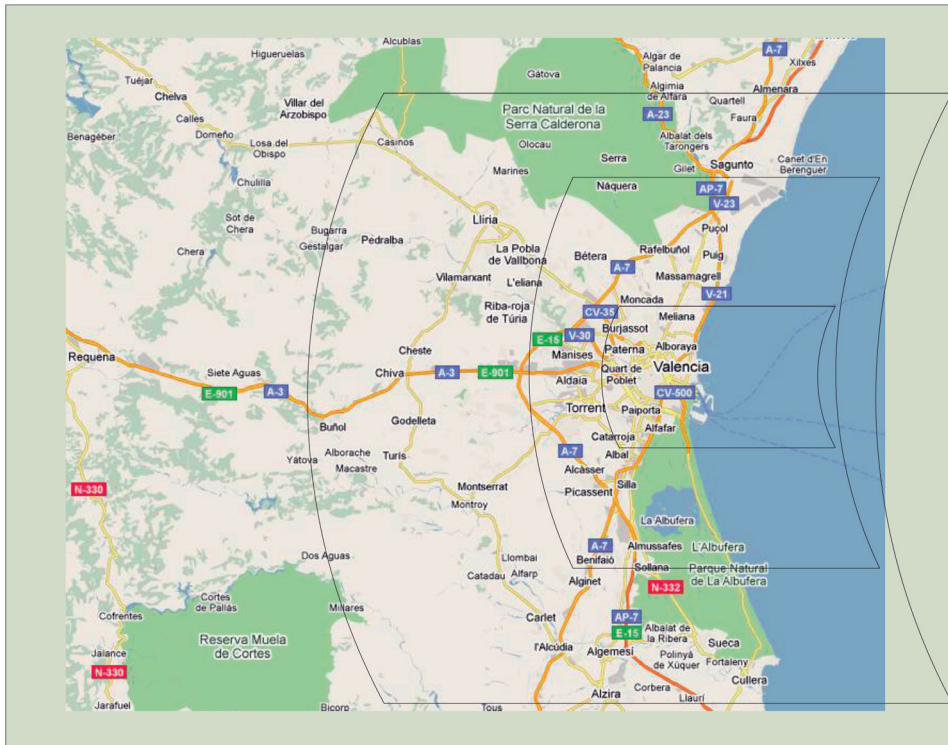 Alcublas
Higueruelas
Algar de
Palancia
A-7
Xilxes
Tuéjar
Gátova
Chelva
Villar del
Arzobispo
Algimia
de Alfara
Almenara
Quartell
Calles
Parc Natural de la
Serra Calderona
A-23
Faura
Benagéber
Domeño
Losa del
Obispo
Casinos
Olocau
Albalat dels
Tarongers
Serra
Sagunto
Canet d'En
Berenguer
Marines
Gilet
Chulilla
Náquera
AP-7
V-23
Sot de
Chera
Lliria
Puçol
Bugarra
Gestalgar
Pedralba
La Pobla
de Vallbona
Rafelbuñol
Chera
Bétera
Puig
A-7
Vilamarxant
L'eliana
Massamagrell
V-21
Riba-roja
de Túria
Moncada
CV-35
Meliana
Burjassot
V-30
E-15
Requena
Cheste
Manises
Paterna
Alboraya
Siete Aguas
Chiva
A-3
E-901
Quart de
Poblet
Valencia
Aldaia
E-901
A-3
CV-500
Torrent
Paiporta
Buñol
Godelleta
Alfafar
Catarroja
Yátova
Alborache
Turís
A-7
Albal
Macastre
Alcàsser
N-330
Montserrat
Picassent
Silla
Montroy
La Albufera
A-7
Almussafes
L'Albufera
Dos Aguas
Llombai
Benifaió
Sollana
Parque Natural
de La Albufera
Catadau
Alfarp
Alginet
N-332
Cortes
de Pallás
Millares
Cofrentes
Carlet
AP-7
E-15
Albalat de
la Ribera
Reserva Muela
de Cortes
l'Alcúdia
Algemesí
Sueca
Jalance
Polinyà
de Xúquer
Fortaleny
N-330
Corbera
Cullera
Alzira
Llaurí
Jarafuel
Bicorp
Tous